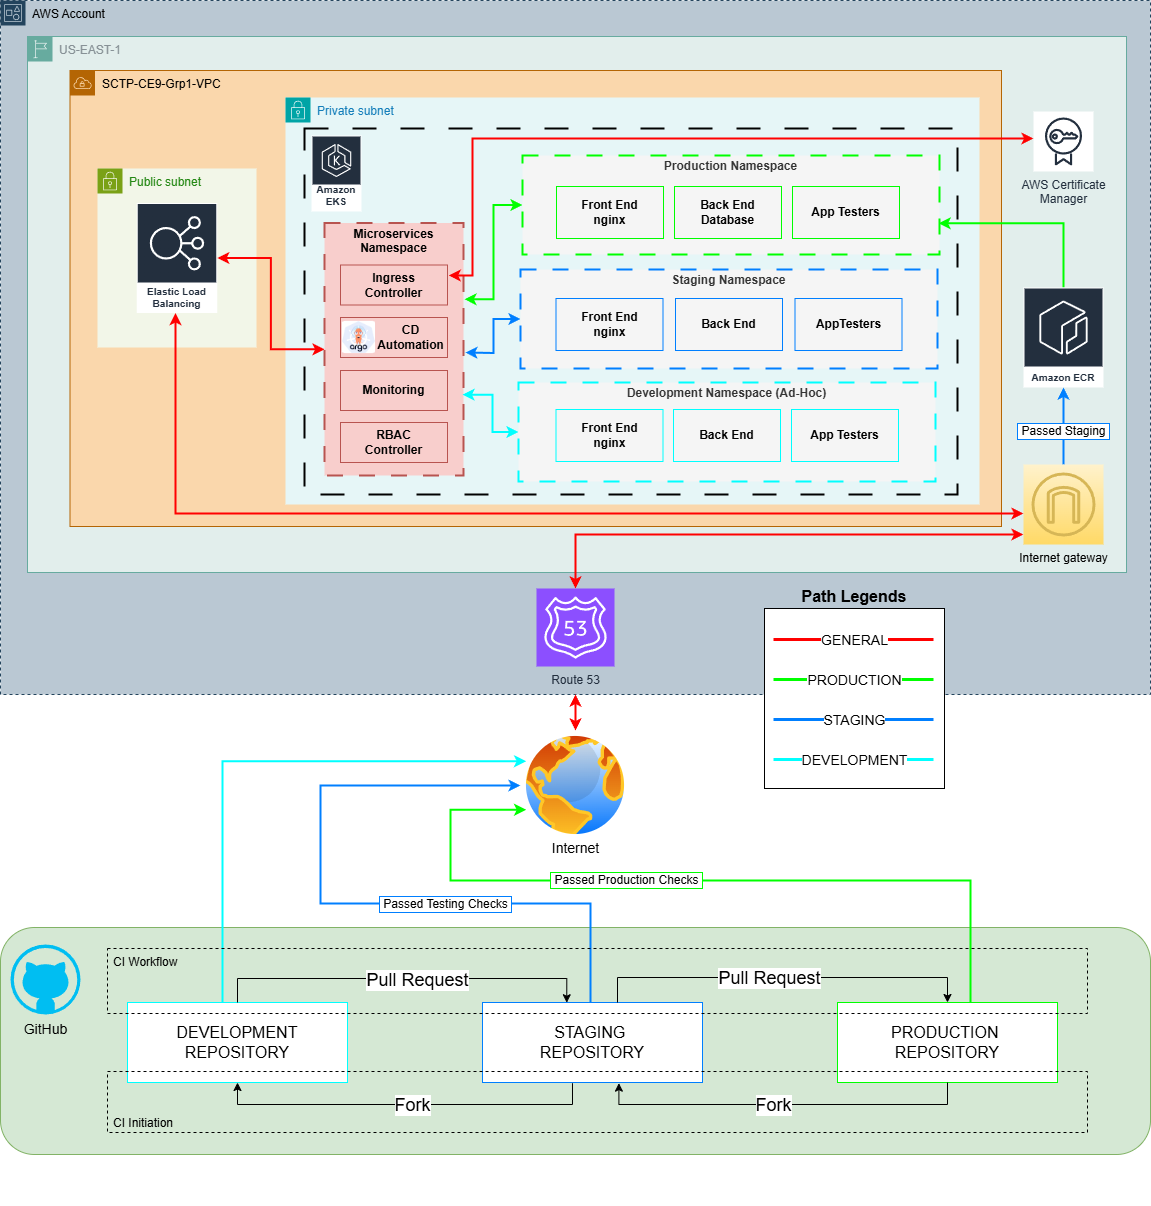 AWS Account
US-EAST-1
SCTP-CE9-Grp1-VPC
Private subnet
Public subnet
Elastic Load
Balancing
Amazon
EKS
Microservices
Namespace
Ingress
Controller
argo
CD
Automation
Monitoring
RBAC
Controller
Production Namespace
Front End
nginx
Back End
Database
App Testers
Staging Namespace
Front End
nginx
Back End
AppTesters
Development Namespace (Ad-Hoc)
Front End
nginx
Back End
App Testers
AWS Certificate
Manager
Amazon ECR
Passed Staging
Internet gateway
53
Route 53
Path Legends
GENERAL
PRODUCTION
STAGING
DEVELOPMENT
Internet
Passed Production Checks
Passed Testing Checks
GitHub
CI Workflow
Pull Request
Pull Request
DEVELOPMENT
REPOSITORY
STAGING
REPOSITORY
PRODUCTION
REPOSITORY
Fork
Fork
CI Initiation